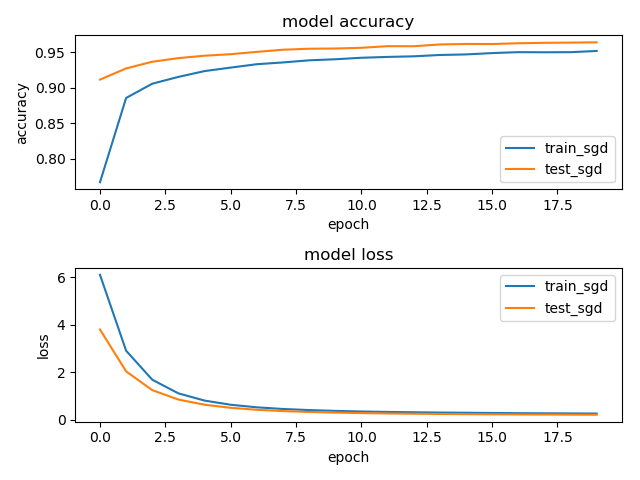 model accuracy
accuracy
0.95
0.90
0.85
0.80
train_sgd
test_sgd
0.0 2.5 5.0 7.5 10.0 12.5 15.0 17.5
epoch
model loss
loss
6
4
2
0
train_sgd
test_sgd
0.0 2.5 5.0 7.5 10.0 12.5 15.0 17.5
epoch